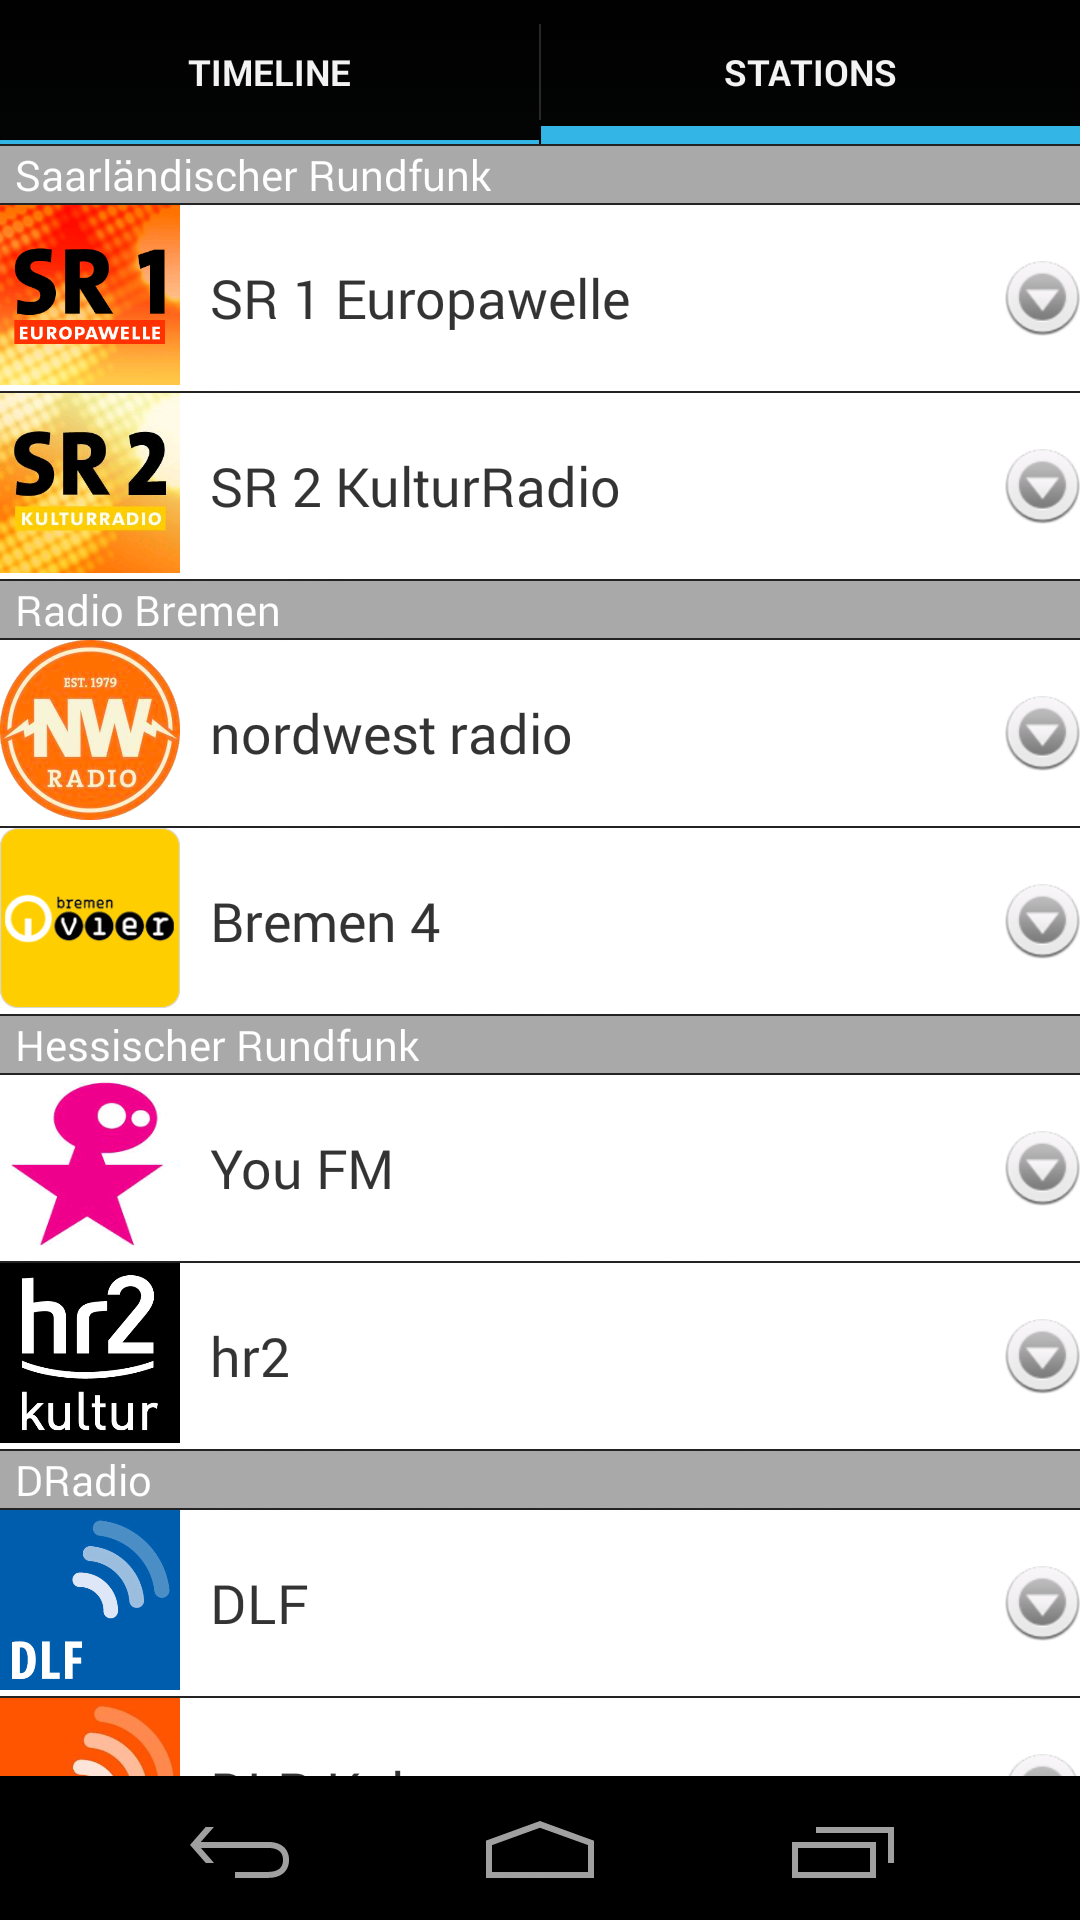 TIMELINE STATIONS
Saarländischer Rundfunk
SR 1
EUROPAWELLE
SR 1 Europawelle
SR 2
KULTURRADIO
SR 2 KulturRadio
Radio Bremen
EST. 1979
NW
RADIO
nordwest radio
bremen
vier
Bremen 4
Hessischer Rundfunk
You FM
hr2
kultur
hr2
DRadio
DLF
DLF